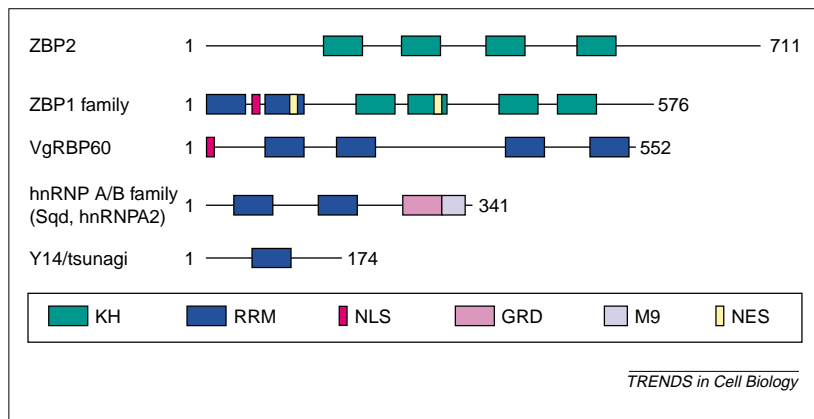 ZBP2 1 711
ZBP1 family 1 576
VgRBP60 1 552
hnRNP A/B family
(Sqd, hnRNPA2) 1 341
Y14/tsunagi 1 174
KH RRM NLS GRD M9 NES
TRENDS in Cell Biology